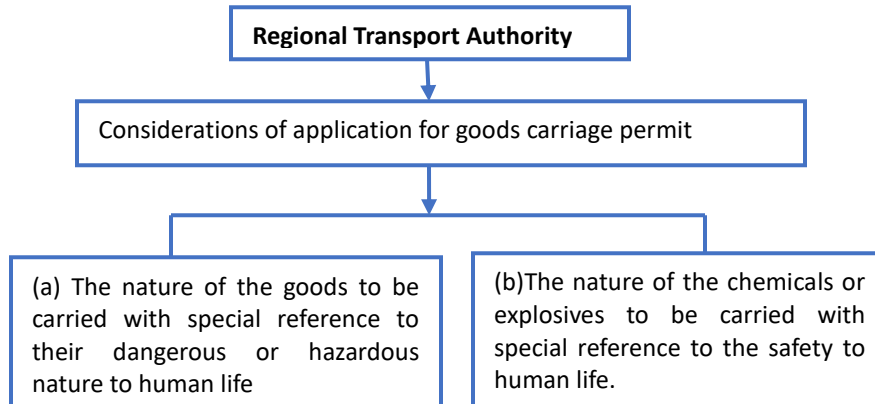 Regional Transport Authority
Considerations of application for goods carriage permit
(a) The nature of the goods to be
carried with special reference to
their dangerous or hazardous
nature to human life
(b)The nature of the chemicals or
explosives to be carried with
special reference to the safety to
human life.